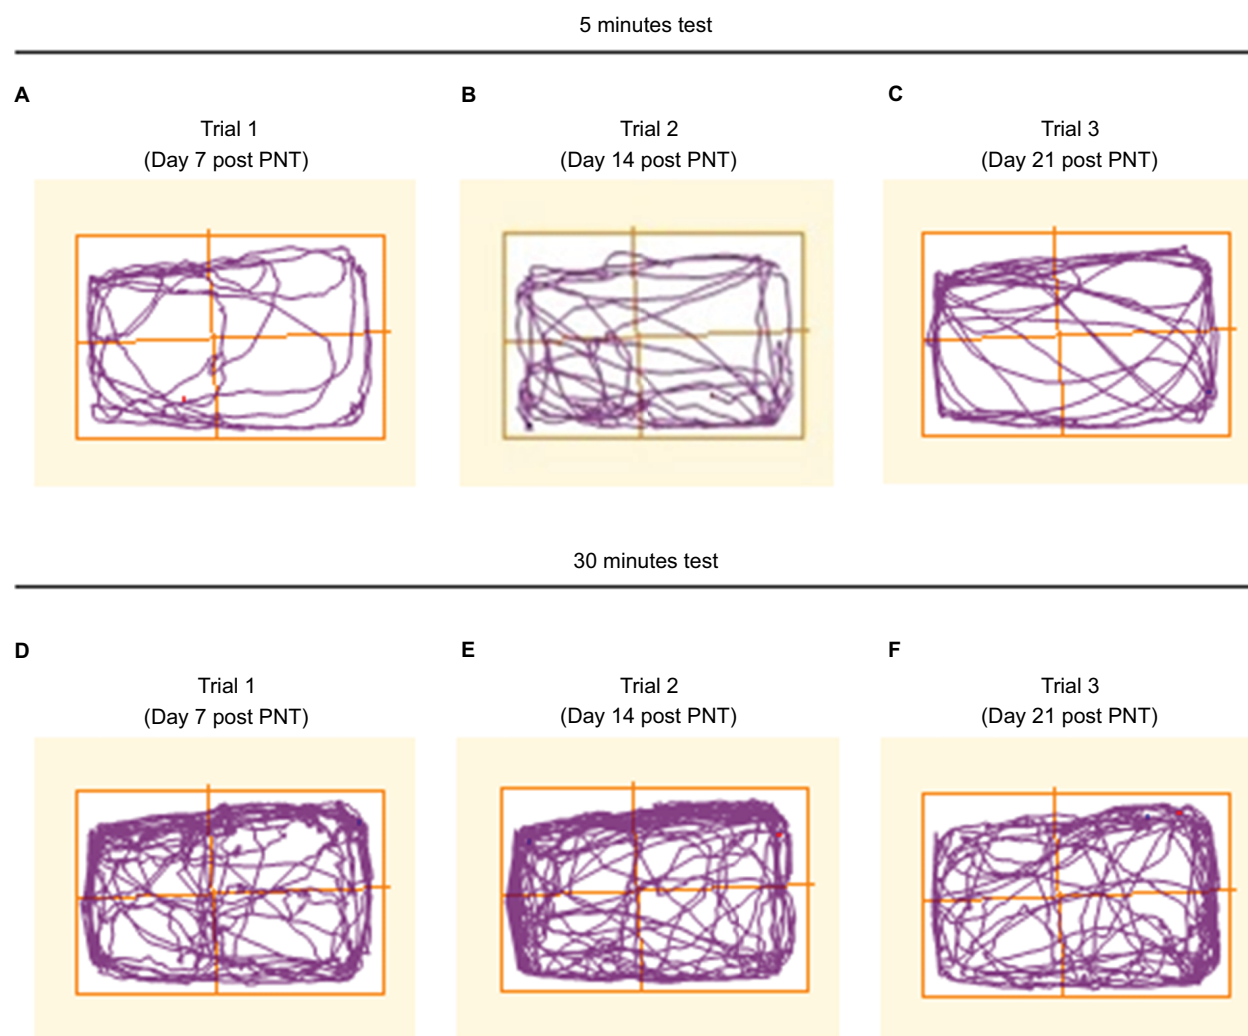 5 minutes test
A
B
C
Trial 1
(Day 7 post PNT)
Trial 2
(Day 14 post PNT)
Trial 3
(Day 21 post PNT)
30 minutes test
D
E
F
Trial 1
(Day 7 post PNT)
Trial 2
(Day 14 post PNT)
Trial 3
(Day 21 post PNT)